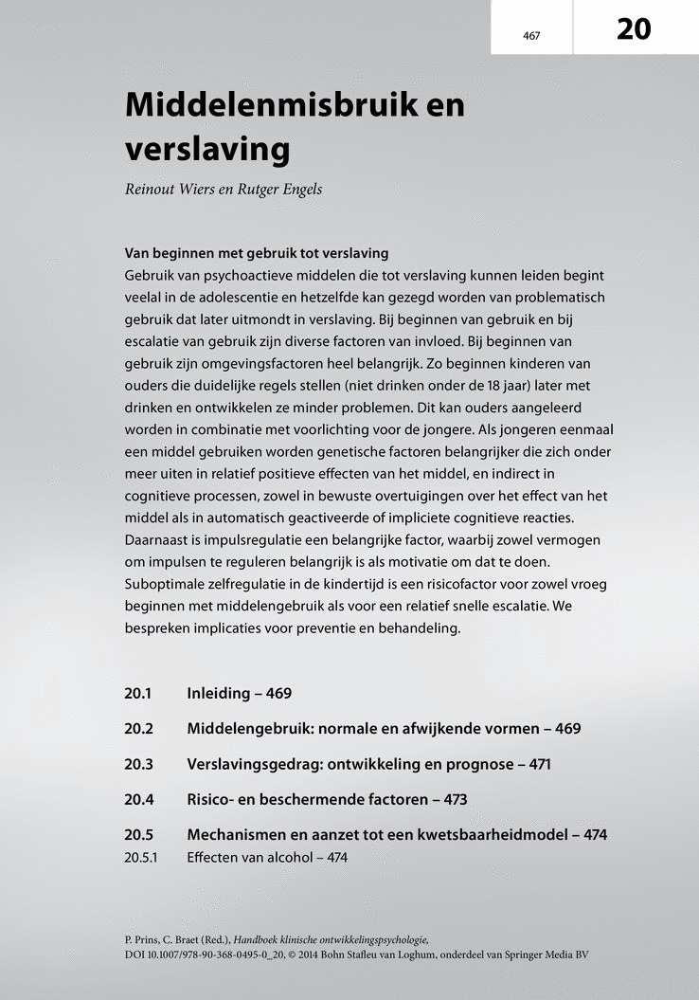 467
20
Middelenmisbruik en
verslaving
Reinout Wiers en Rutger Engels
Van beginnen met gebruik tot verslaving
Gebruik van psychoactieve middelen die tot verslaving kunnen leiden begint
veelal in de adolescentie en hetzelfde kan gezegd worden van problematisch
gebruik dat later uitmondt in verslaving. Bij beginnen van gebruik en bij
escalatie van gebruik zijn diverse factoren van invloed. Bij beginnen van
gebruik zijn omgevingsfactoren heel belangrijk. Zo beginnen kinderen van
ouders die duidelijke regels stellen (niet drinken onder de 18 jaar) later met
drinken en ontwikkelen ze minder problemen. Dit kan ouders aangeleerd
worden in combinatie met voorlichting voor de jongere. Als jongeren eenmaal
een middel gebruiken worden genetische factoren belangrijker die zich onder
meer uiten in relatief positieve effecten van het middel, en indirect in
cognitieve processen, zowel in bewuste overtuigingen over het effect van het
middel als in automatisch geactiveerde of impliciete cognitieve reacties.
Daarnaast is impulsregulatie een belangrijke factor, waarbij zowel vermogen
om impulsen te reguleren belangrijk is als motivatie om dat te doen.
Suboptimale zelfregulatie in de kindertijd is een risicofactor voor zowel vroeg
beginnen met middelengebruik als voor een relatief snelle escalatie. We
bespreken implicaties voor preventie en behandeling.
20.1 Inleiding – 469
20.2 Middelengebruik: normale en afwijkende vormen – 469
20.3 Verslavingsgedrag: ontwikkeling en prognose – 471
20.4 Risico- en beschermende factoren – 473
20.5 Mechanismen en aanzet tot een kwetsbaarheidmodel – 474
20.5.1 Effecten van alcohol – 474
P. Prins, C. Braet (Red.), Handboek klinische ontwikkelingspsychologie,
DOI 10.1007/978-90-368-0495-0_20, © 2014 Bohn Stafleu van Loghum, onderdeel van Springer Media BV